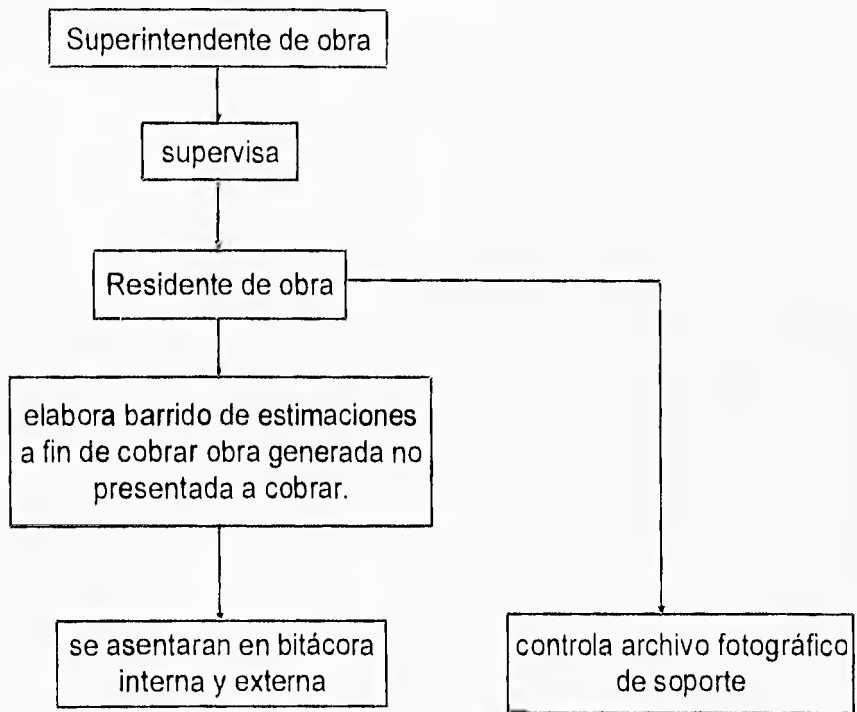 Superintendente de obra
supervisa
Residente de obra
elabora barrido de estimaciones
a fin de cobrar obra generada no
presentada a cobrar.
se asentaran en bitácora
interna y externa
controla archivo fotográfico
de soporte